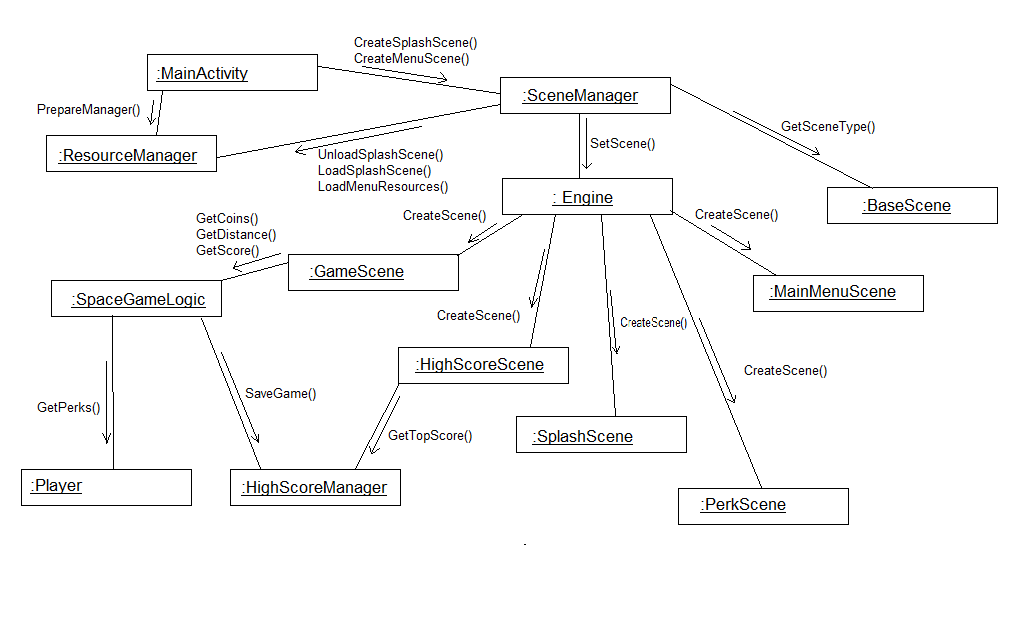 CreateSplashScene()
CreateMenuScene()
:MainActivity
:SceneManager
PrepareManager()
GetSceneType()
SetScene()
:ResourceManager
UnloadSplashScene()
LoadSplashScene()
LoadMenuResources()
: Engine
:BaseScene
CreateScene()
CreateScene()
GetCoins()
GetDistance()
GetScore()
:GameScene
:MainMenuScene
:SpaceGameLogic
CreateScene()
CreateScene()
:HighScoreScene
CreateScene()
SaveGame()
GetPerks()
GetTopScore()
:SplashScene
:Player
:HighScoreManager
:PerkScene